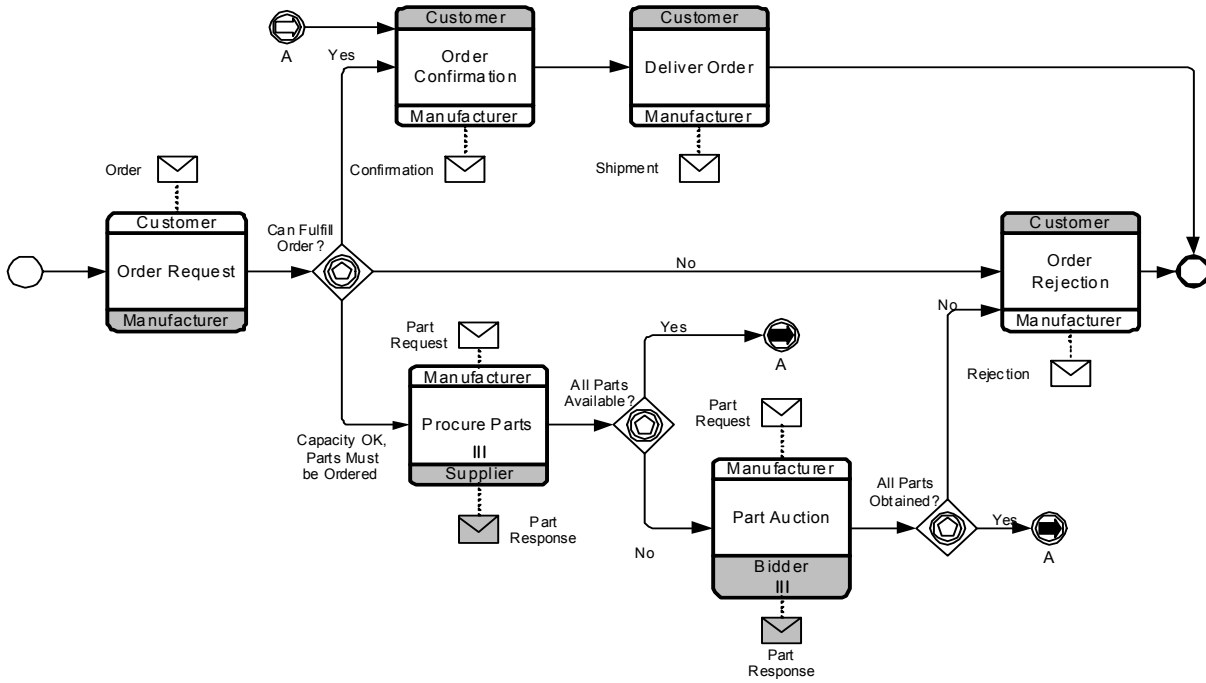 Customer
Order
Confirmation
Manufacturer
Confirmation
Customer
Deliver Order
Manufacturer
Shipment
A
Yes
Order
Customer
Order Request
Manufacturer
Can Fulfill
Order?
No
Customer
Order
Rejection
Manufacturer
Rejection
No
Capacity OK,
Parts Must
be Ordered
Part
Request
Manufacturer
Procure Parts
Supplier
Part
Response
All Parts
Available?
Yes
A
No
Part
Request
Manufacturer
Part Auction
Bidder
Part
Response
All Parts
Obtained?
Yes
A